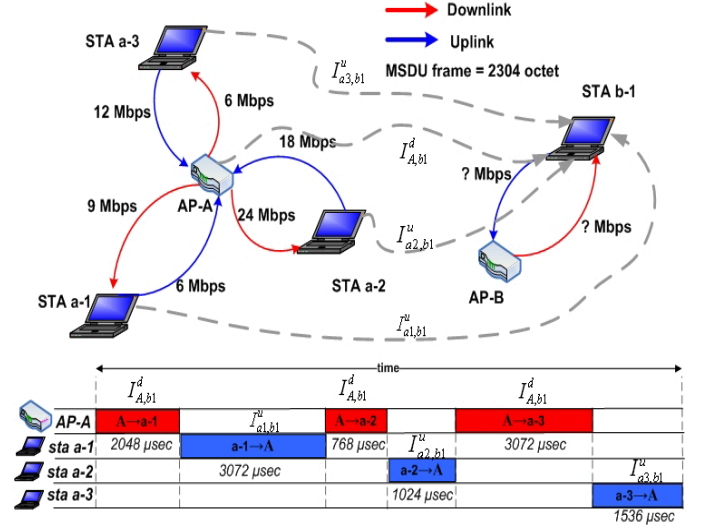 Downlink
Uplink
MSDU frame = 2304 octet
STA a-3
I^u_{a3,b1}
STA b-1
12 Mbps
6 Mbps
18 Mbps
I^d_{A,b1}
? Mbps
9 Mbps
AP-A
24 Mbps
? Mbps
I^u_{a2,b1}
STA a-2
AP-B
STA a-1
6 Mbps
I^u_{a1,b1}
time
I^d_{A,b1} I^d_{A,b1} I^d_{A,b1}
AP-A A→a-1 I^u_{a1,b1} A→a-2 A→a-3
sta a-1 2048 μsec a-1→A 768 μsec I^u_{a2,b1} 3072 μsec
sta a-2 3072 μsec a-2→A I^u_{a3,b1}
sta a-3 1024 μsec a-3→A
1536 μsec